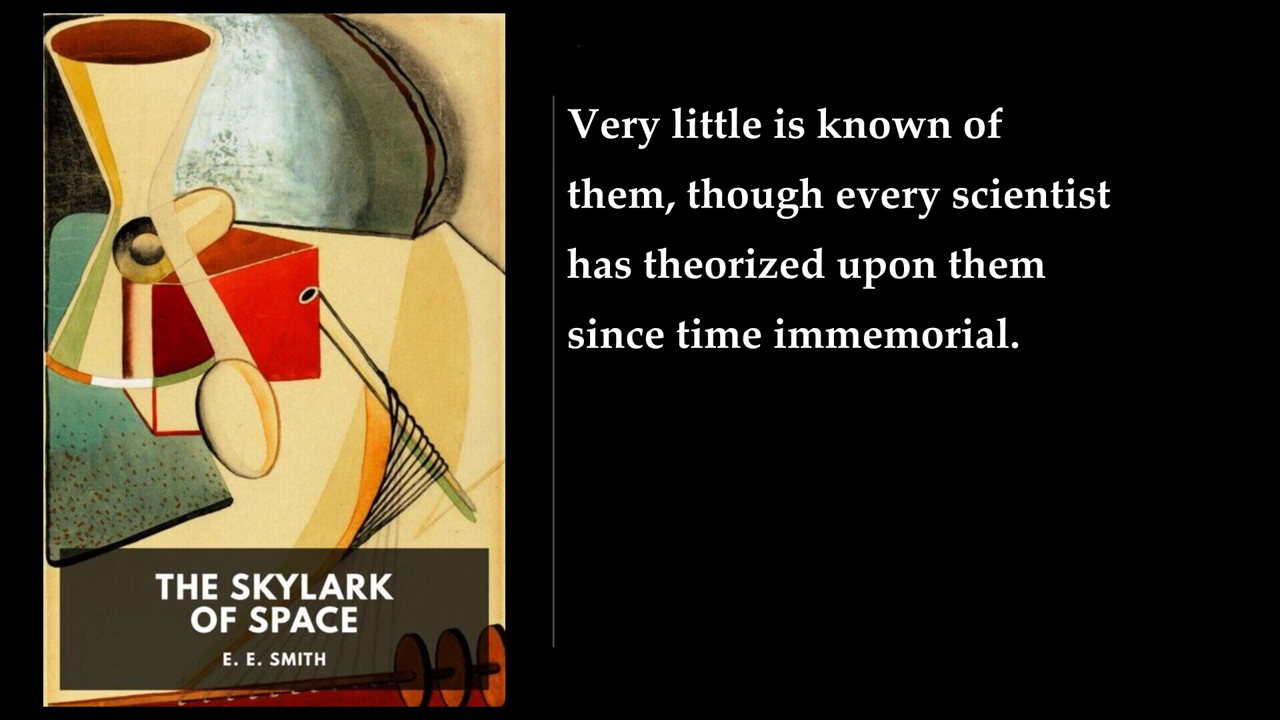 THE SKYLARK
OF SPACE
E. E. SMITH
Very little is known of
them, though every scientist
has theorized upon them
since time immemorial.